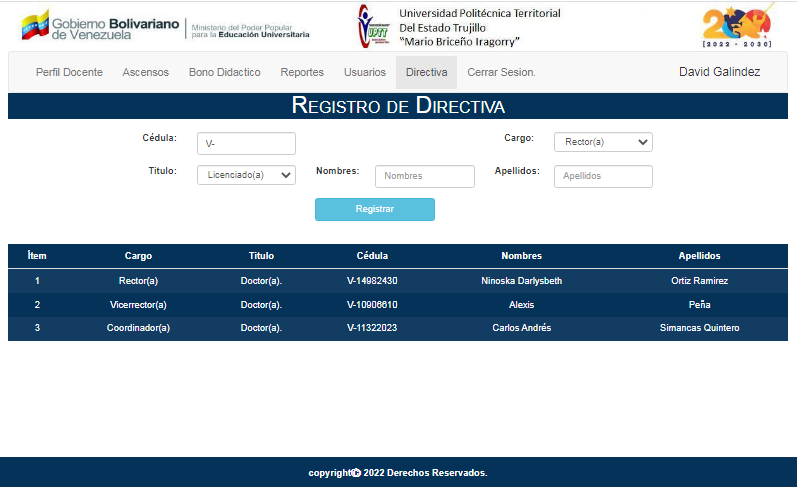 Gobierno Bolivariano
de Venezuela
Ministerio del Poder Popular
para la Educación Universitaria
UPTT
Universidad Politécnica Territorial
Del Estado Trujillo
“Mario Briceño Iragorry”
[2022 - 2030]
Perfil Docente Ascensos Bono Didactico Reportes Usuarios Directiva Cerrar Sesion. David Galindez
Registro de Directiva
Cédula: V- Cargo: Rector(a)
Titulo: Licenciado(a) Nombres: Nombres Apellidos: Apellidos
Registrar
Ítem Cargo Titulo Cédula Nombres Apellidos
1 Rector(a) Doctor(a). V-14982430 Ninoska Darlysbeth Ortiz Ramirez
2 Vicerrector(a) Doctor(a). V-10906610 Alexis Peña
3 Coordinador(a) Doctor(a). V-11322023 Carlos Andrés Simancas Quintero
copyright© 2022 Derechos Reservados.